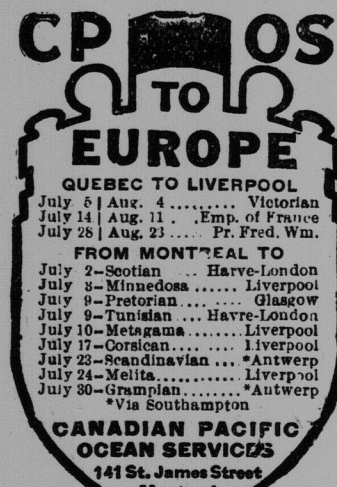 CP OS
TO
EUROPE
QUEBEC TO LIVERPOOL
July 5 | Aug. 4 ......... Victorian
July 14 | Aug. 11 . .Emp. of France
July 28 | Aug. 23 ..... Pr. Fred. Wm.
FROM MONTREAL TO
July 2–Scotian ... Harve-London
July 8–Minnedosa ...... Liverpool
July 9–Pretorian .... .... Glasgow
July 9–Tunisian .... Havre-London
July 10–Metagama ........ Liverpool
July 17–Corsican .... ... Liverpool
July 23–Scandinavian ... *Antwerp
July 24–Melita............ Liverpool
July 30–Grampian ........ *Antwerp
*Via Southampton
CANADIAN PACIFIC
OCEAN SERVICES
141 St. James Street